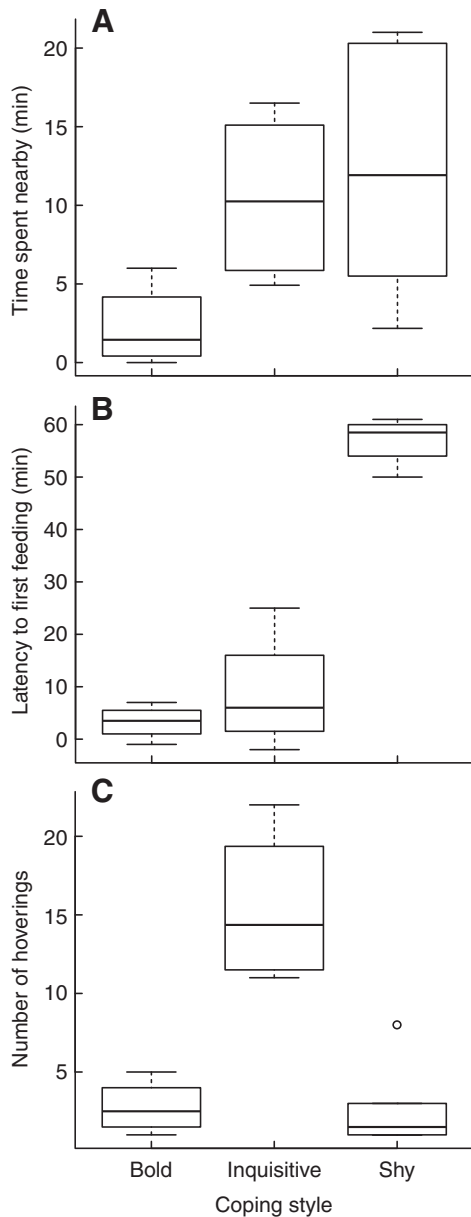 A
Time spent nearby (min)
20
15
10
5
0
B
Latency to first feeding (min)
60
50
40
30
20
10
0
C
Number of hoverings
20
15
10
5
Bold Inquisitive Shy
Coping style